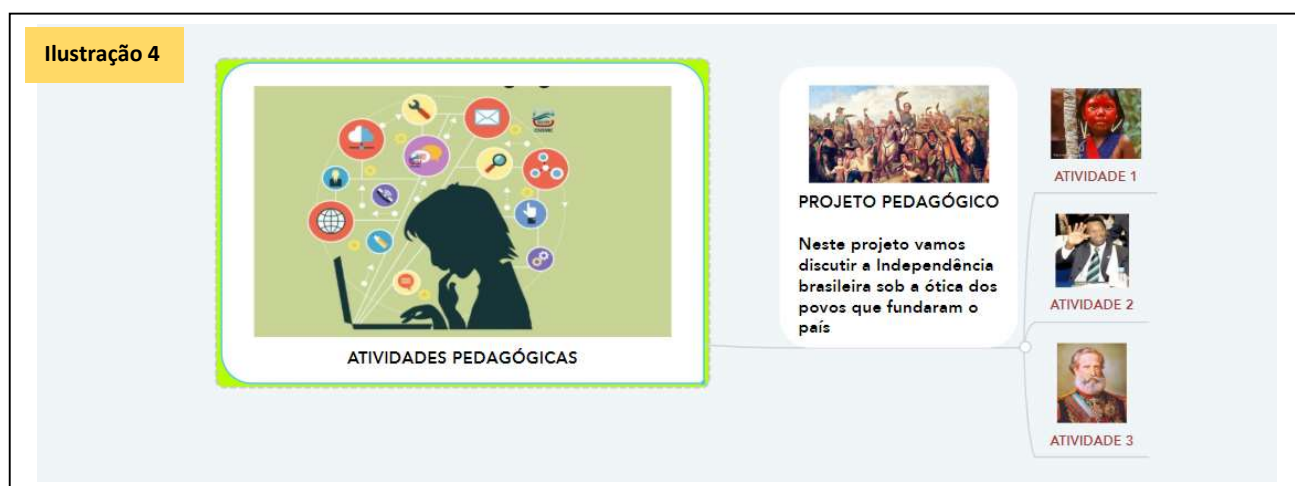 Ilustração 4
ATIVIDADES PEDAGÓGICAS
PROJETO PEDAGÓGICO
Neste projeto vamos
discutir a Independência
brasileira sob a ótica dos
povos que fundaram o
país
ATIVIDADE 1
ATIVIDADE 2
ATIVIDADE 3